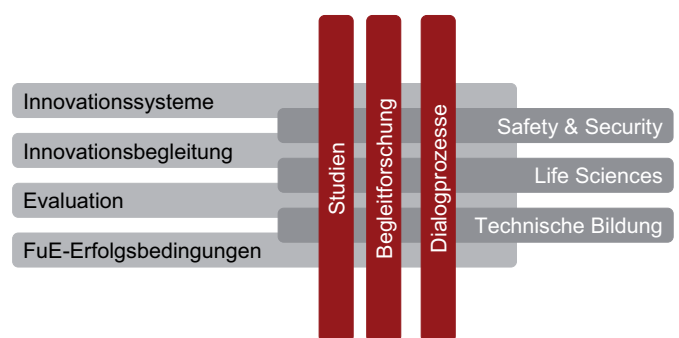 Innovationssysteme
Innovationsbegleitung
Evaluation
FuE-Erfolgsbedingungen
Studien
Begleitforschung
Dialogprozesse
Safety & Security
Life Sciences
Technische Bildung